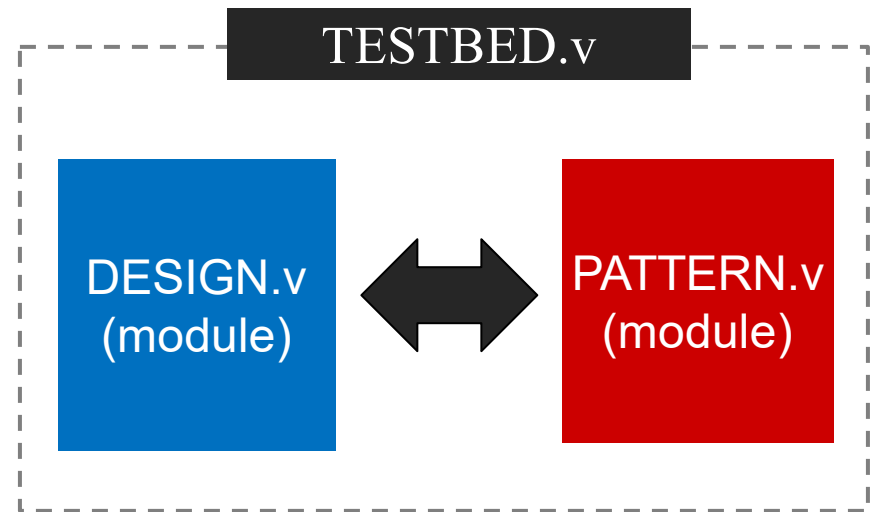 TESTBED.v
DESIGN.v
(module)
PATTERN.v
(module)